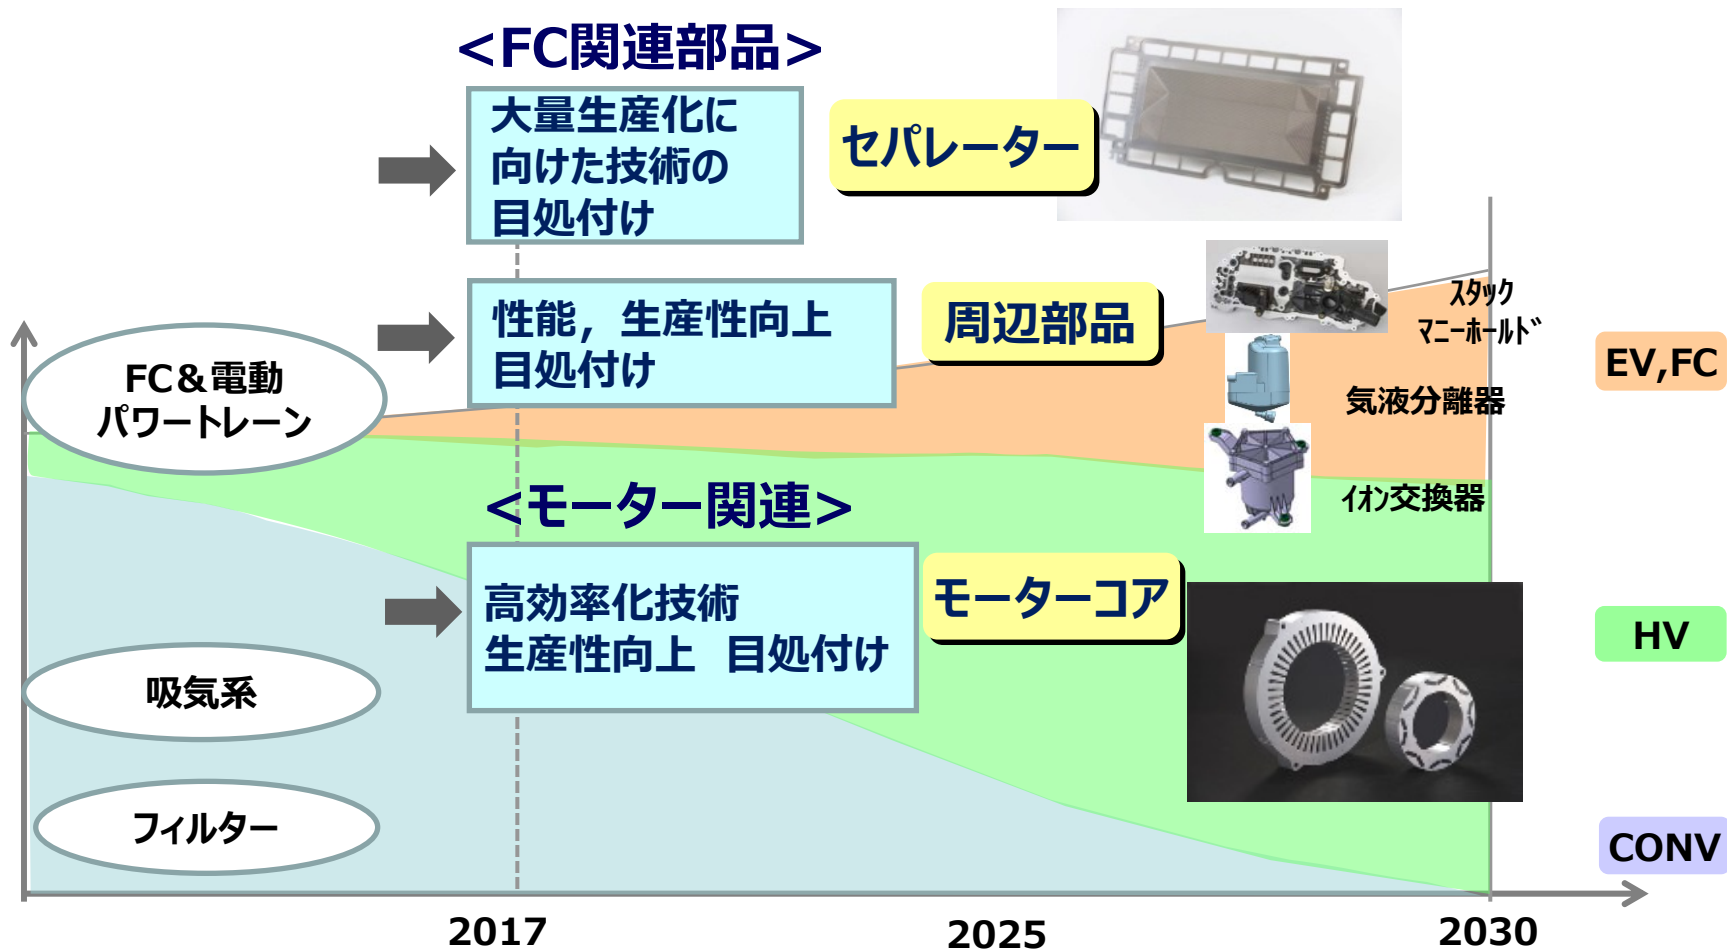 <FC関連部品>
大量生産化に
向けた技術の
目処付け
セパレーター
性能，生産性向上
目処付け
周辺部品
スタック
マニーホールド
FC＆電動
パワートレーン
気液分離器
EV,FC
<モーター関連>
イオン交換器
高効率化技術
生産性向上　目処付け
モーターコア
HV
吸気系
フィルター
CONV
2017
2025
2030